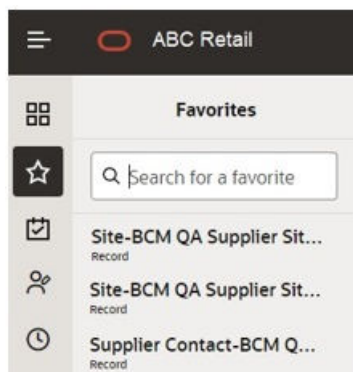 ABC Retail
Favorites
Search for a favorite
Site-BCM QA Supplier Sit...
Record
Site-BCM QA Supplier Sit...
Record
Supplier Contact-BCM Q...
Record